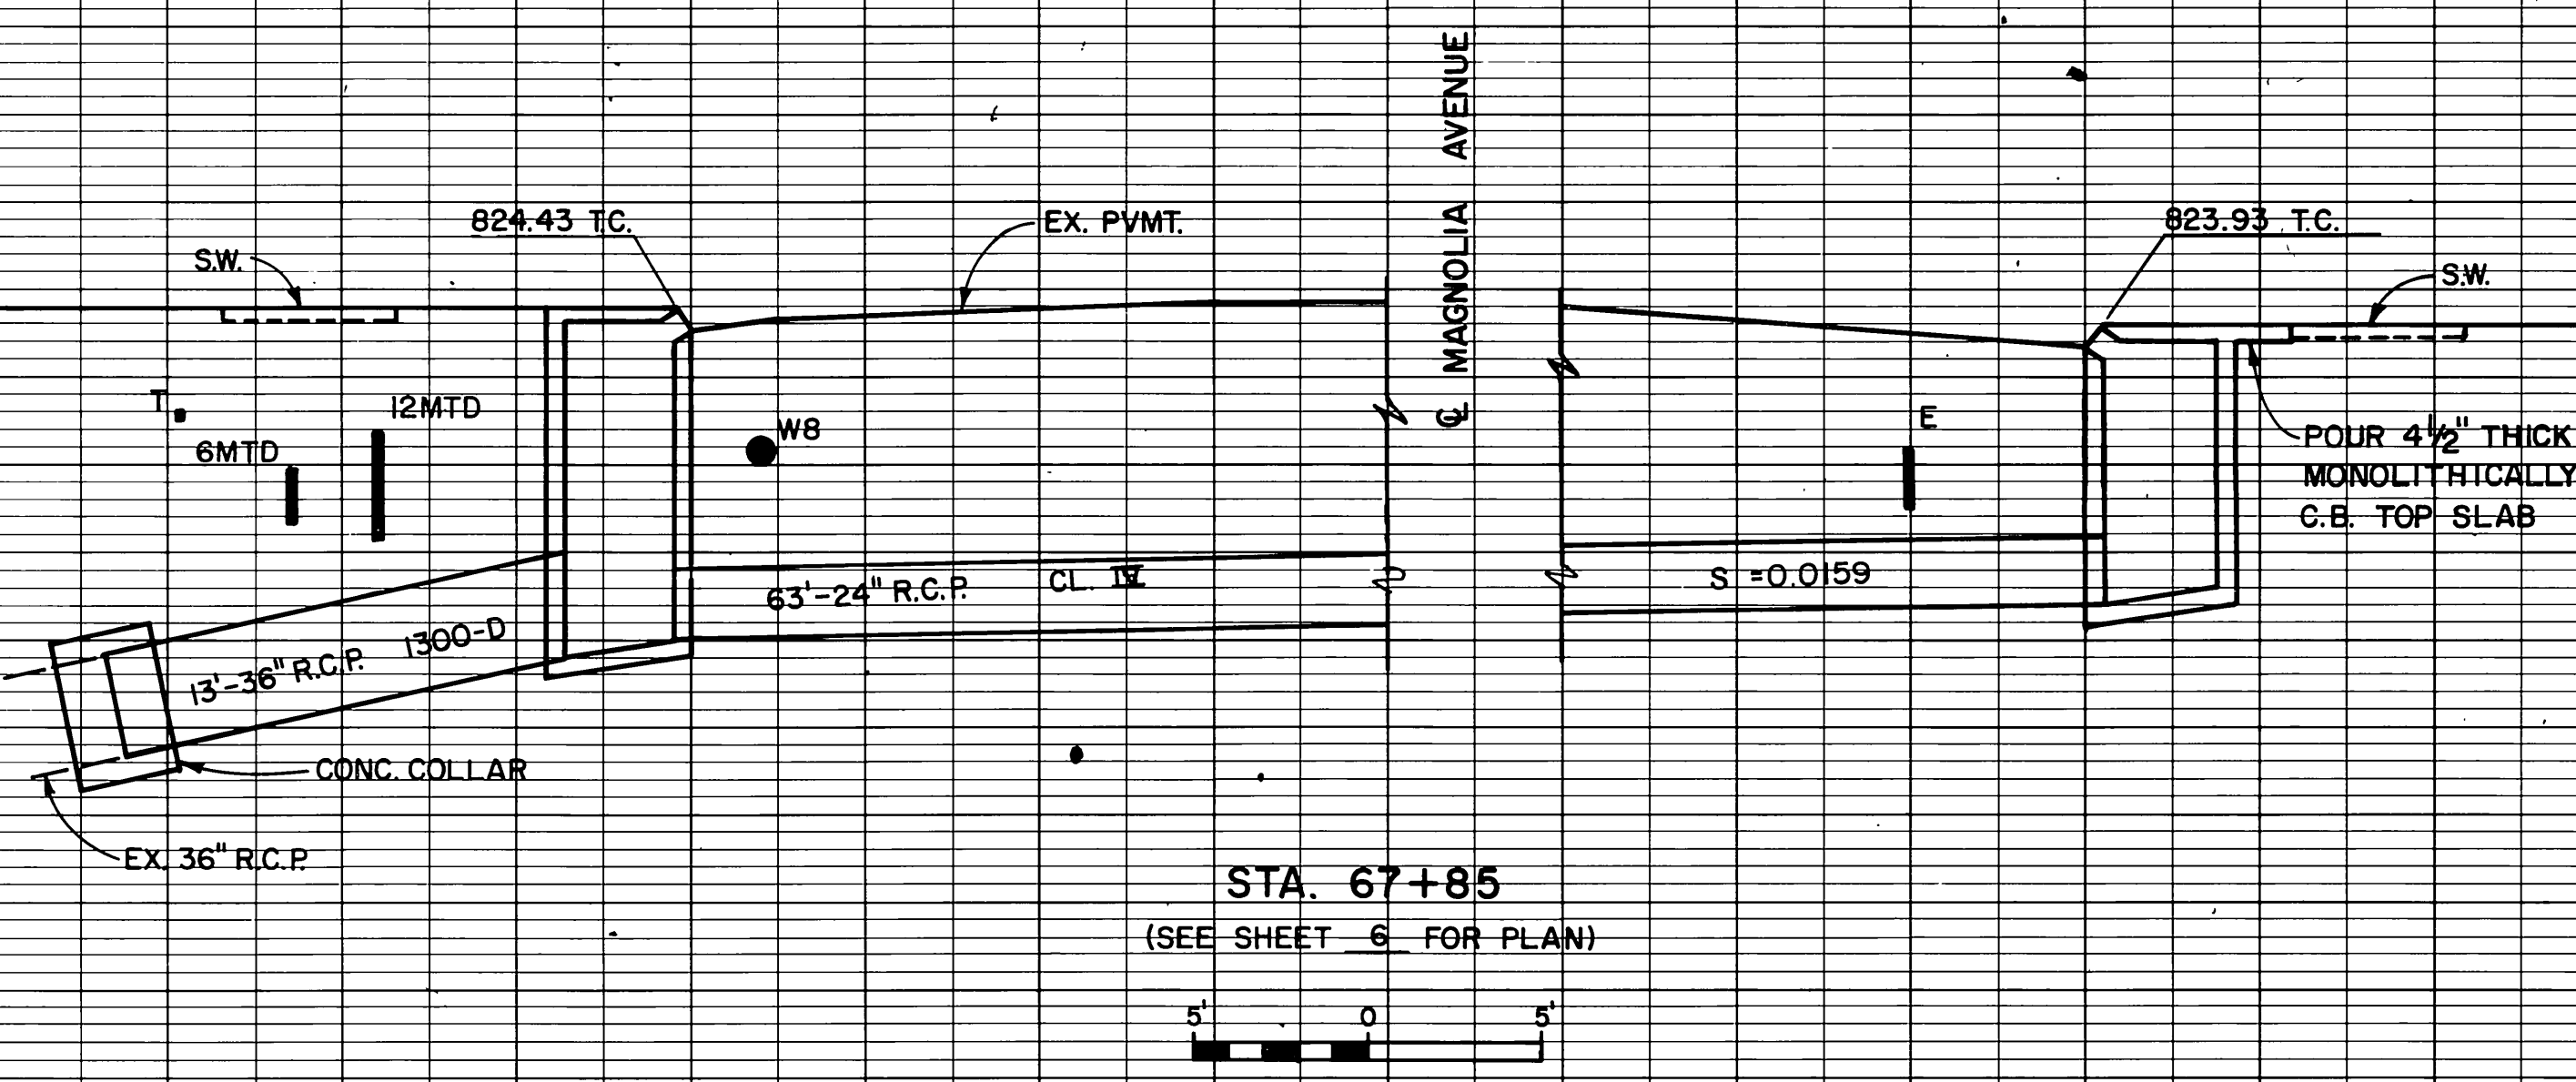 ℄ MAGNOLIA AVENUE
824.43 T.C.
EX. PVMT.
823.93 T.C.
S.W.
S.W.
T
12MTD
6MTD
W8
E
POUR 4½" THICK
MONOLITHICALLY
C.B. TOP SLAB
63'-24" R.C.P. CL. IV
S =0.0159
13'-36" R.C.P. 1300-D
CONC. COLLAR
EX. 36" R.C.P.
STA. 67+85
(SEE SHEET 6 FOR PLAN)
5' 0 5'